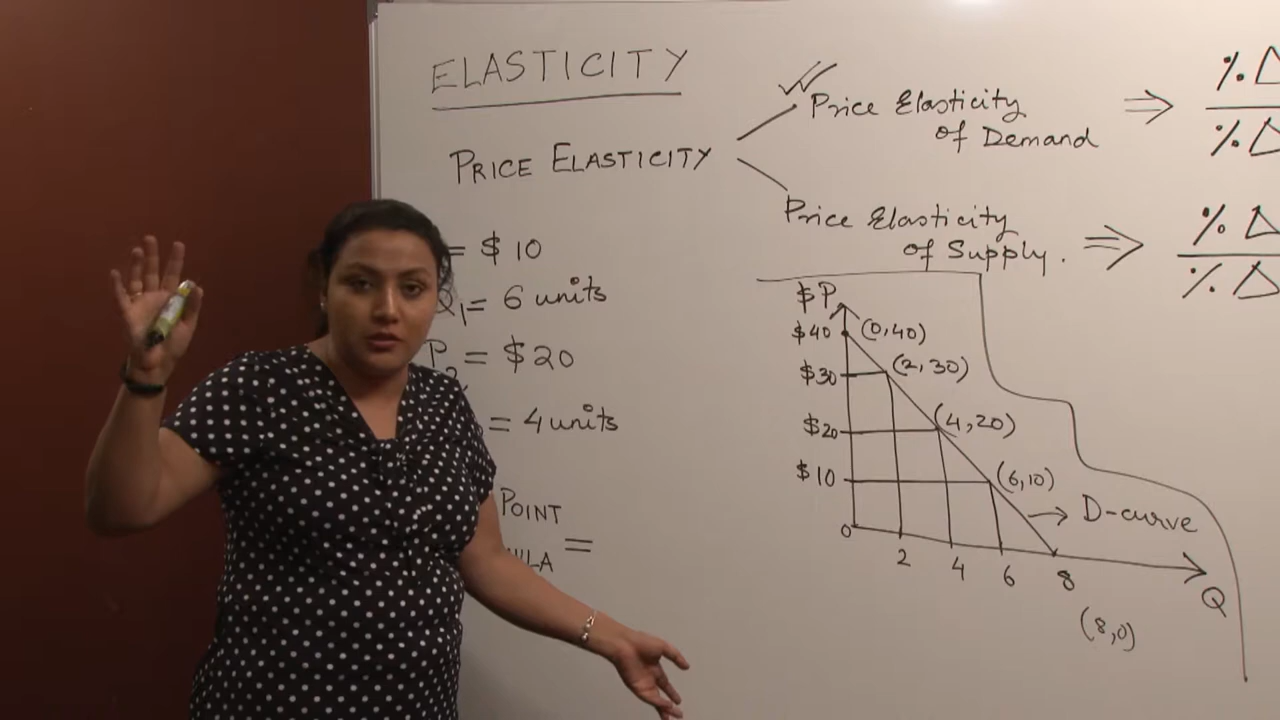 ELASTICITY
PRICE ELASTICITY
Price Elasticity
of Demand ⇒ % Δ
% Δ
Price Elasticity
of Supply. ⇒ % Δ
% Δ
= $ 10
Q1 = 6 units
P2 = $ 20
= 4 units
POINT
=
$ P
$ 40 (0,40)
$ 30 (2,30)
$ 20 (4,20)
$ 10 (6,10)
→ D-curve
0 2 4 6 8 Q
(8,0)